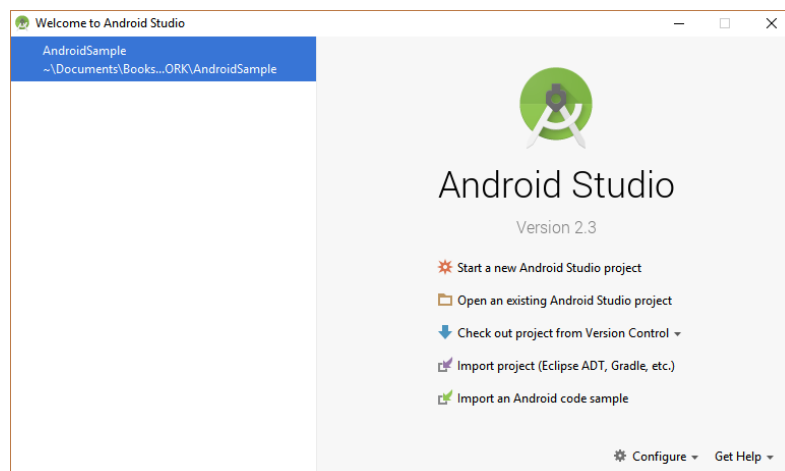 Welcome to Android Studio
AndroidSample
~\Documents\Books...ORK\AndroidSample
Android Studio
Version 2.3
Start a new Android Studio project
Open an existing Android Studio project
Check out project from Version Control
Import project (Eclipse ADT, Gradle, etc.)
Import an Android code sample
Configure Get Help